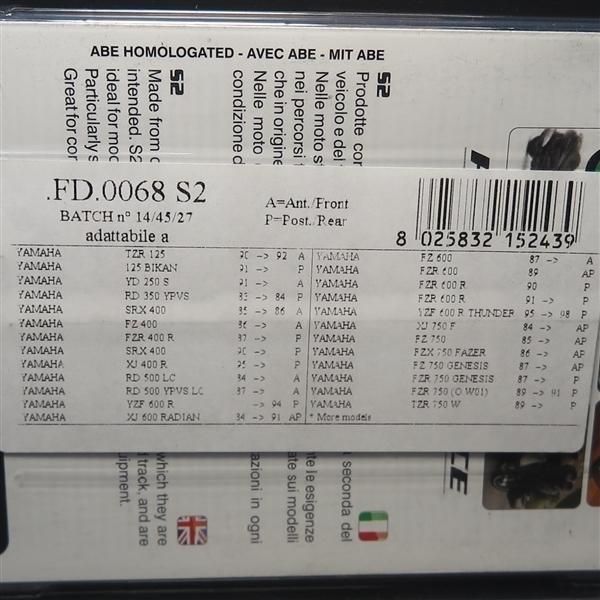 ABE HOMOLOGATED - AVEC ABE - MIT ABE
S2
Made from
intended. S2
ideal for mo
Particularly s
Great for con
S2
Prodotte con
veicolo e del
Nelle moto s
nei percorsi
che in origine
Nelle moto
condizione d
.FD.0068 S2
BATCH n° 14/45/27
adattabile a
A=Ant./Front
P=Post./Rear
8 025832 152439
YAMAHA TZR 125 90 -> 92 A
YAMAHA 125 BIKAN 91 -> P
YAMAHA YD 250 S 91 -> A
YAMAHA RD 350 YPVS 83 -> 84 P
YAMAHA SRX 400 85 -> 86 A
YAMAHA FZ 400 86 -> A
YAMAHA FZR 400 R 87 -> P
YAMAHA SRX 400 90 -> P
YAMAHA XJ 400 R 95 -> P
YAMAHA RD 500 LC 84 -> A
YAMAHA RD 500 YPVS LC 87 -> A
YAMAHA YZF 600 R -> 94 P
YAMAHA XJ 600 RADIAN 84 -> 91 AP
YAMAHA FZ 600 87 -> A
YAMAHA FZR 600 89 AP
YAMAHA FZR 600 R 90 P
YAMAHA FZR 600 R 91 -> P
YAMAHA YZF 600 R THUNDER 95 -> 98 P
YAMAHA XJ 750 F 84 -> AP
YAMAHA FZ 750 85 -> AP
YAMAHA FZX 750 FAZER 86 -> AP
YAMAHA FZ 750 GENESIS 87 -> AP
YAMAHA FZR 750 GENESIS 87 -> P
YAMAHA FZR 750 (O W01) 89 -> 91 P
YAMAHA TZR 750 W 89 -> P
* More models
which they are
d track, and are
uipment.
a seconda del
te le esigenze
ate sui modelli
azioni in ogni